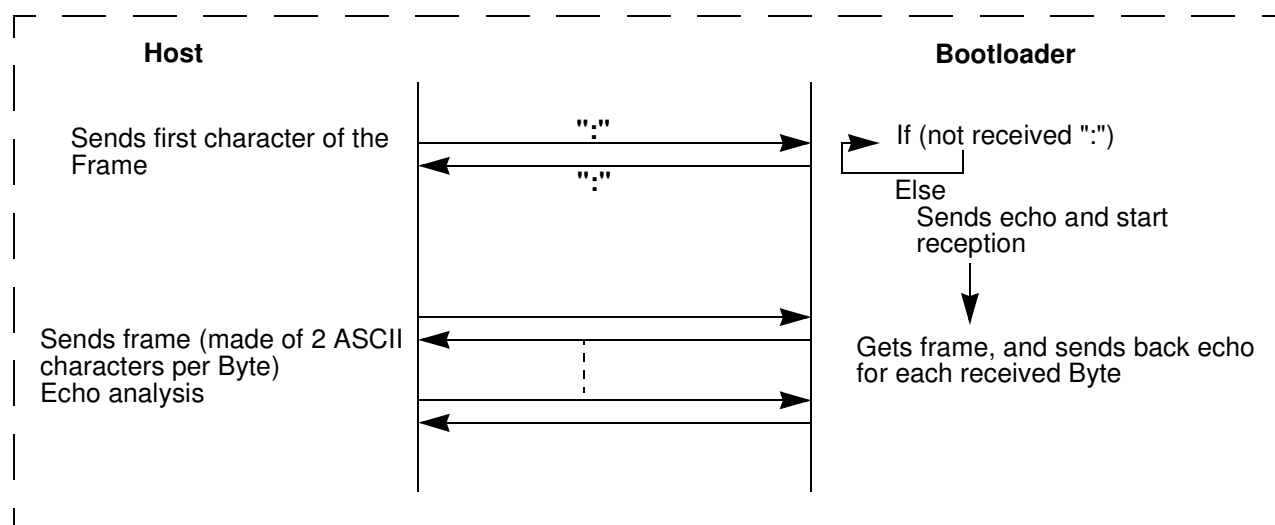 Host
Bootloader
":"
Sends first character of the
Frame
":"
If (not received ":")
Else
Sends echo and start
reception
Sends frame (made of 2 ASCII
characters per Byte)
Echo analysis
Gets frame, and sends back echo
for each received Byte